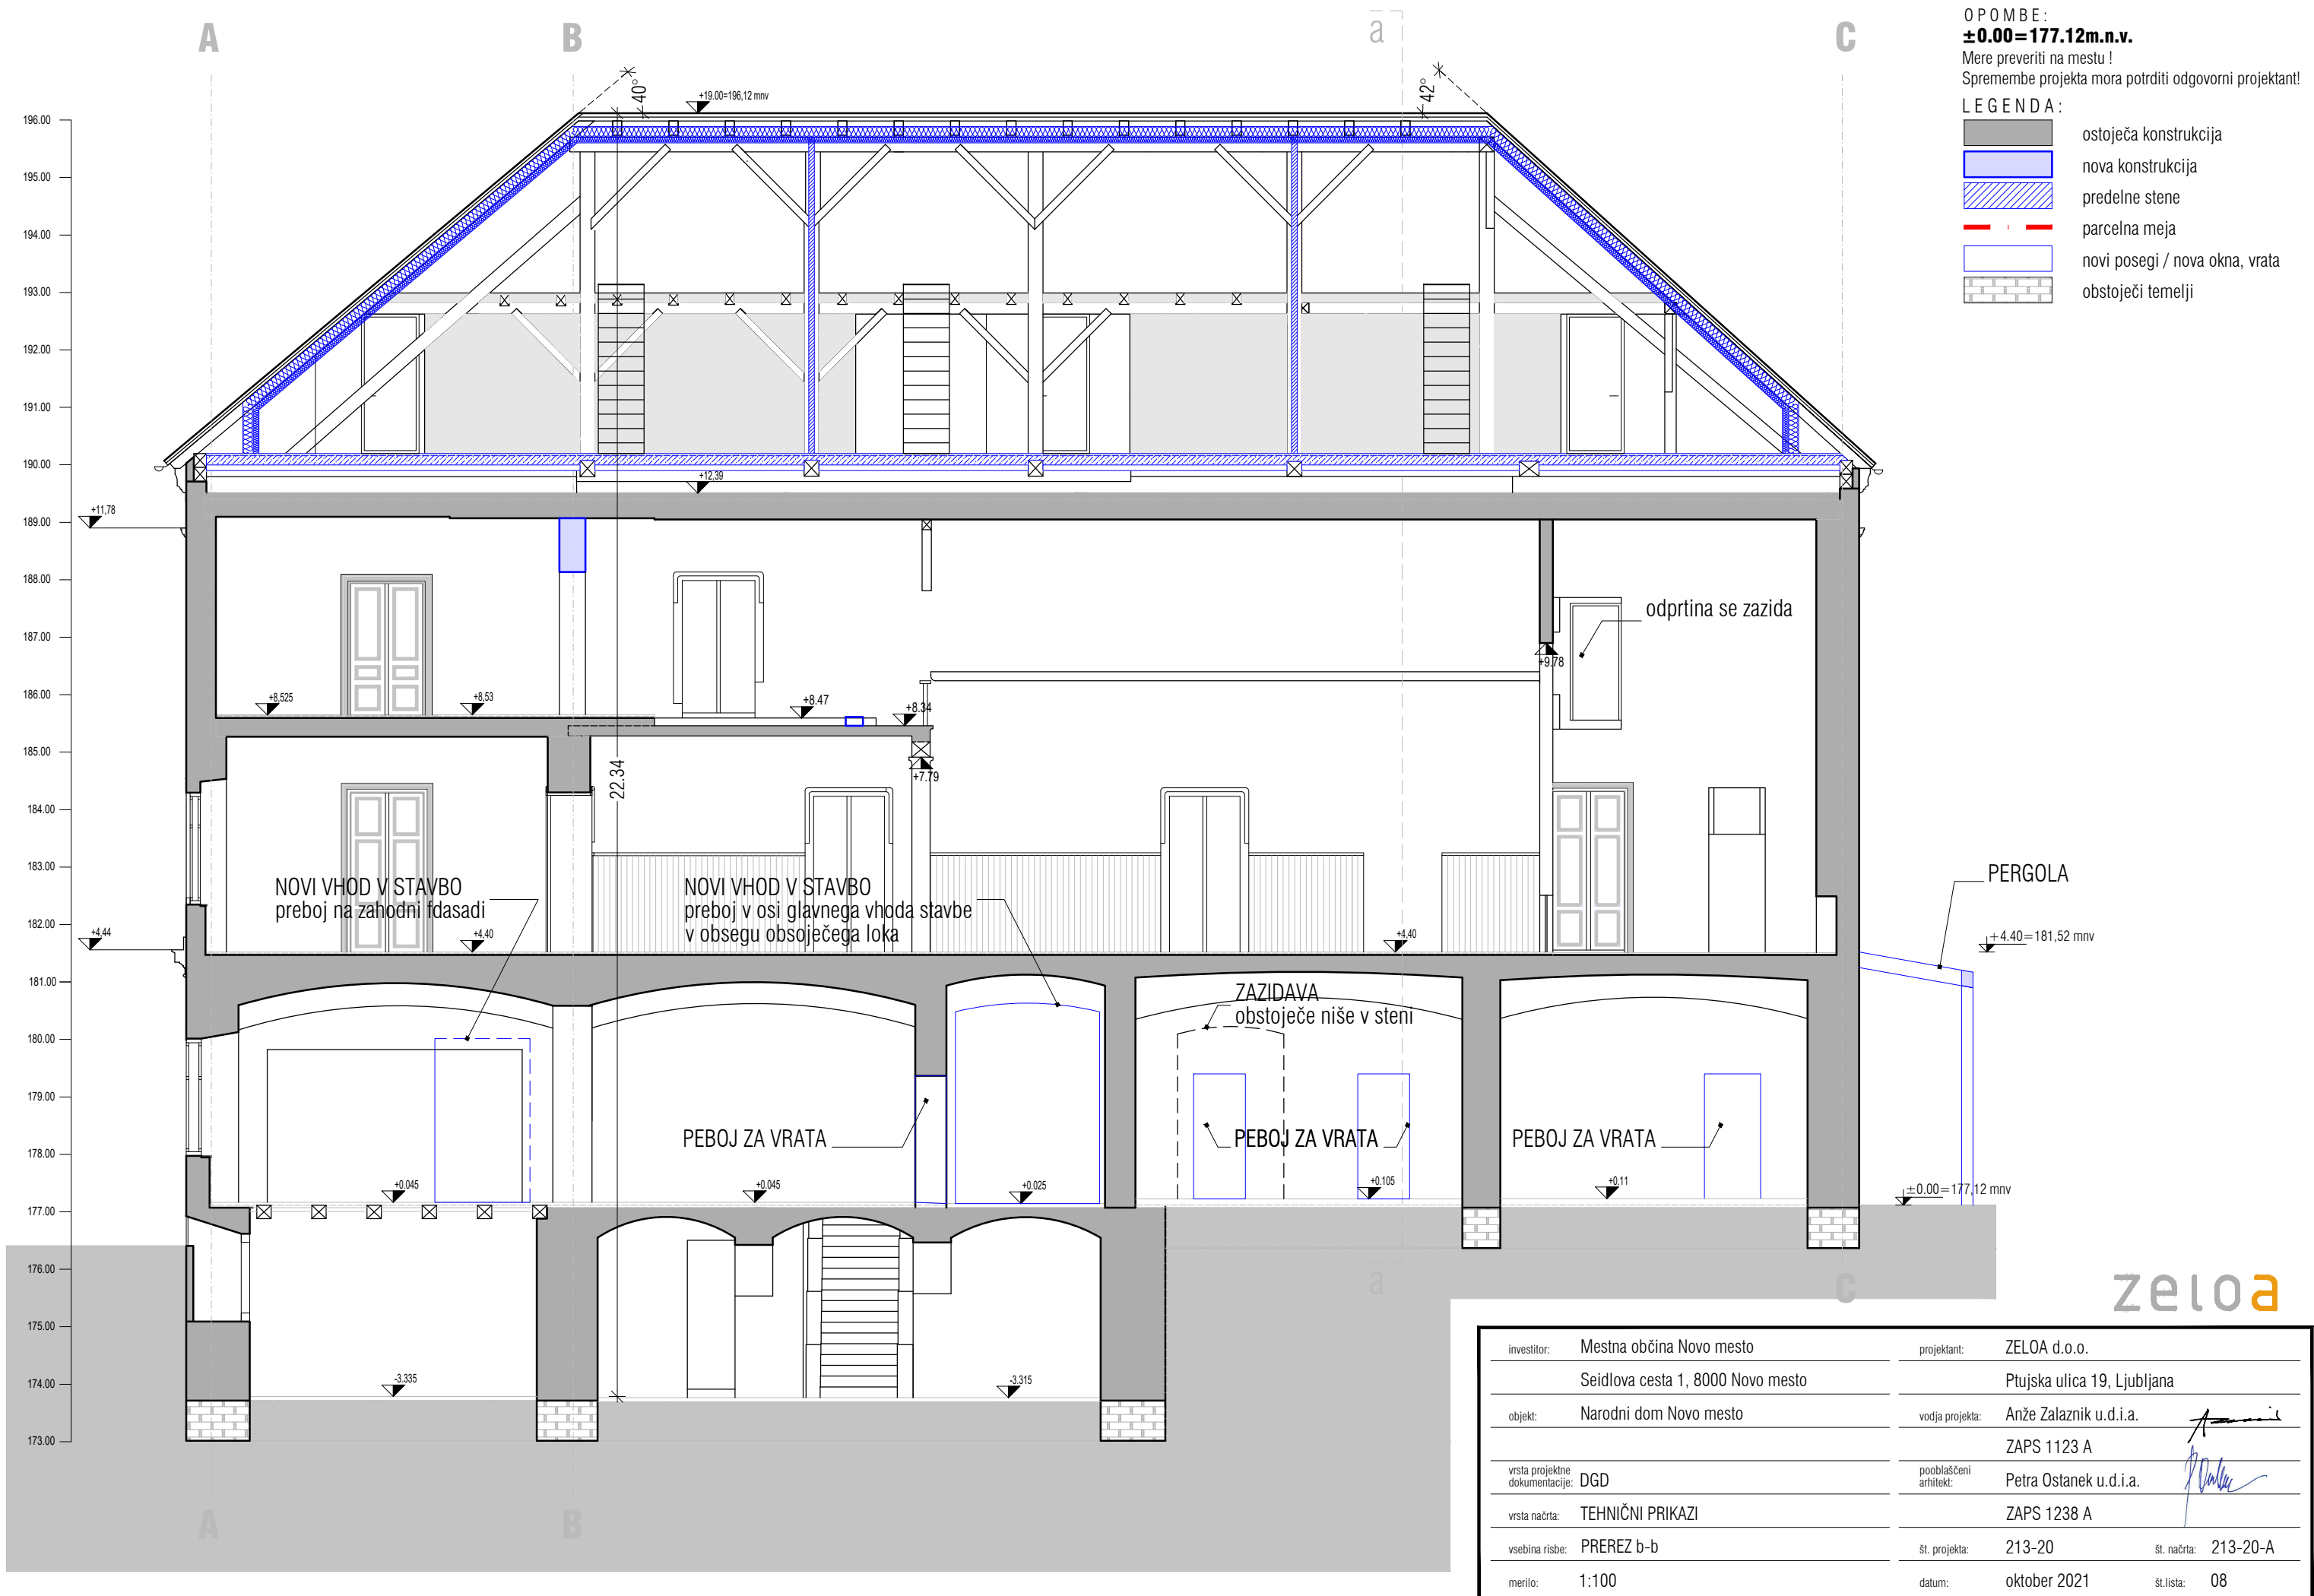 A
B
a
C
OPOMBE:
±0.00=177.12m.n.v.
Mere preveriti na mestu !
Spremembe projekta mora potrditi odgovorni projektant!
LEGENDA:
ostoječa konstrukcija
nova konstrukcija
predelne stene
parcelna meja
novi posegi / nova okna, vrata
obstoječi temelji
40°
42°
+19.00=196,12 mnv
196.00
195.00
194.00
193.00
192.00
191.00
190.00
189.00
188.00
187.00
186.00
185.00
184.00
183.00
182.00
181.00
180.00
179.00
178.00
177.00
176.00
175.00
174.00
173.00
+12,39
+11,78
odprtina se zazida
+9.78
+8,525
+8,53
+8.47
+8.34
+7.79
22.34
NOVI VHOD V STAVBO
preboj na zahodni fdasadi
NOVI VHOD V STAVBO
preboj v osi glavnega vhoda stavbe
v obsegu obsoječega loka
PERGOLA
+4,44
+4,40
+4,40
+4.40=181,52 mnv
ZAZIDAVA
obstoječe niše v steni
PEBOJ ZA VRATA
PEBOJ ZA VRATA
PEBOJ ZA VRATA
+0.045
+0.045
+0.025
+0.105
+0.11
±0.00=177,12 mnv
a
C
-3.335
-3.315
A
B
zeloa
investitor: Mestna občina Novo mesto
Seidlova cesta 1, 8000 Novo mesto
objekt: Narodni dom Novo mesto
vrsta projektne
dokumentacije: DGD
vrsta načrta: TEHNIČNI PRIKAZI
vsebina risbe: PREREZ b-b
merilo: 1:100
projektant: ZELOA d.o.o.
Ptujska ulica 19, Ljubljana
vodja projekta: Anže Zalaznik u.d.i.a.
ZAPS 1123 A
pooblaščeni
arhitekt: Petra Ostanek u.d.i.a.
ZAPS 1238 A
št. projekta: 213-20 št. načrta: 213-20-A
datum: oktober 2021 št.lista: 08